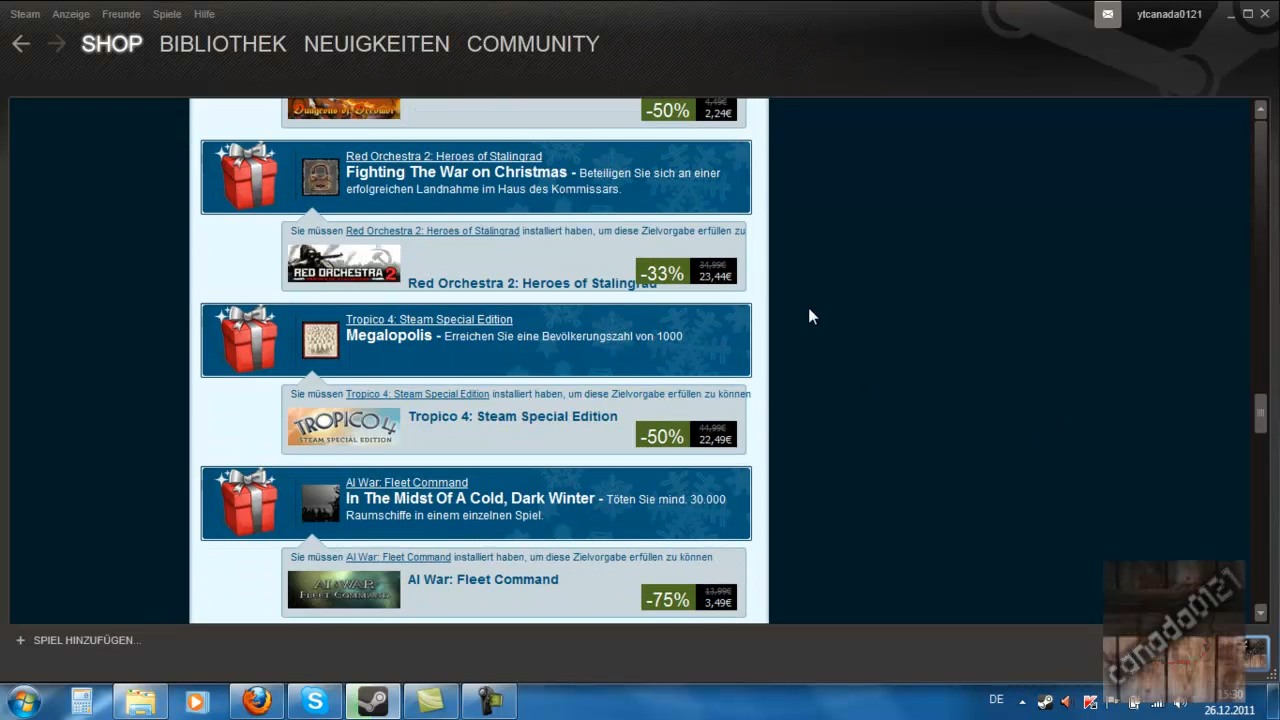 Steam Anzeige Freunde Spiele Hilfe
ytcanada0121
SHOP BIBLIOTHEK NEUIGKEITEN COMMUNITY
Dungeons of Dredmor
-50%
4,49€
2,24€
Red Orchestra 2: Heroes of Stalingrad
Fighting The War on Christmas - Beteiligen Sie sich an einer
erfolgreichen Landnahme im Haus des Kommissars.
Sie müssen Red Orchestra 2: Heroes of Stalingrad installiert haben, um diese Zielvorgabe erfüllen zu
RED ORCHESTRA 2
Red Orchestra 2: Heroes of Stalingrad
-33%
34,99€
23,44€
Tropico 4: Steam Special Edition
Megalopolis - Erreichen Sie eine Bevölkerungszahl von 1000
Sie müssen Tropico 4: Steam Special Edition installiert haben, um diese Zielvorgabe erfüllen zu können
TROPICO 4
STEAM SPECIAL EDITION
Tropico 4: Steam Special Edition
-50%
44,99€
22,49€
AI War: Fleet Command
In The Midst Of A Cold, Dark Winter - Töten Sie mind. 30.000
Raumschiffe in einem einzelnen Spiel.
Sie müssen AI War: Fleet Command installiert haben, um diese Zielvorgabe erfüllen zu können
AI WAR
FLEET COMMAND
AI War: Fleet Command
-75%
13,99€
3,49€
+ SPIEL HINZUFÜGEN...
canada0121
DE
15:30
26.12.2011